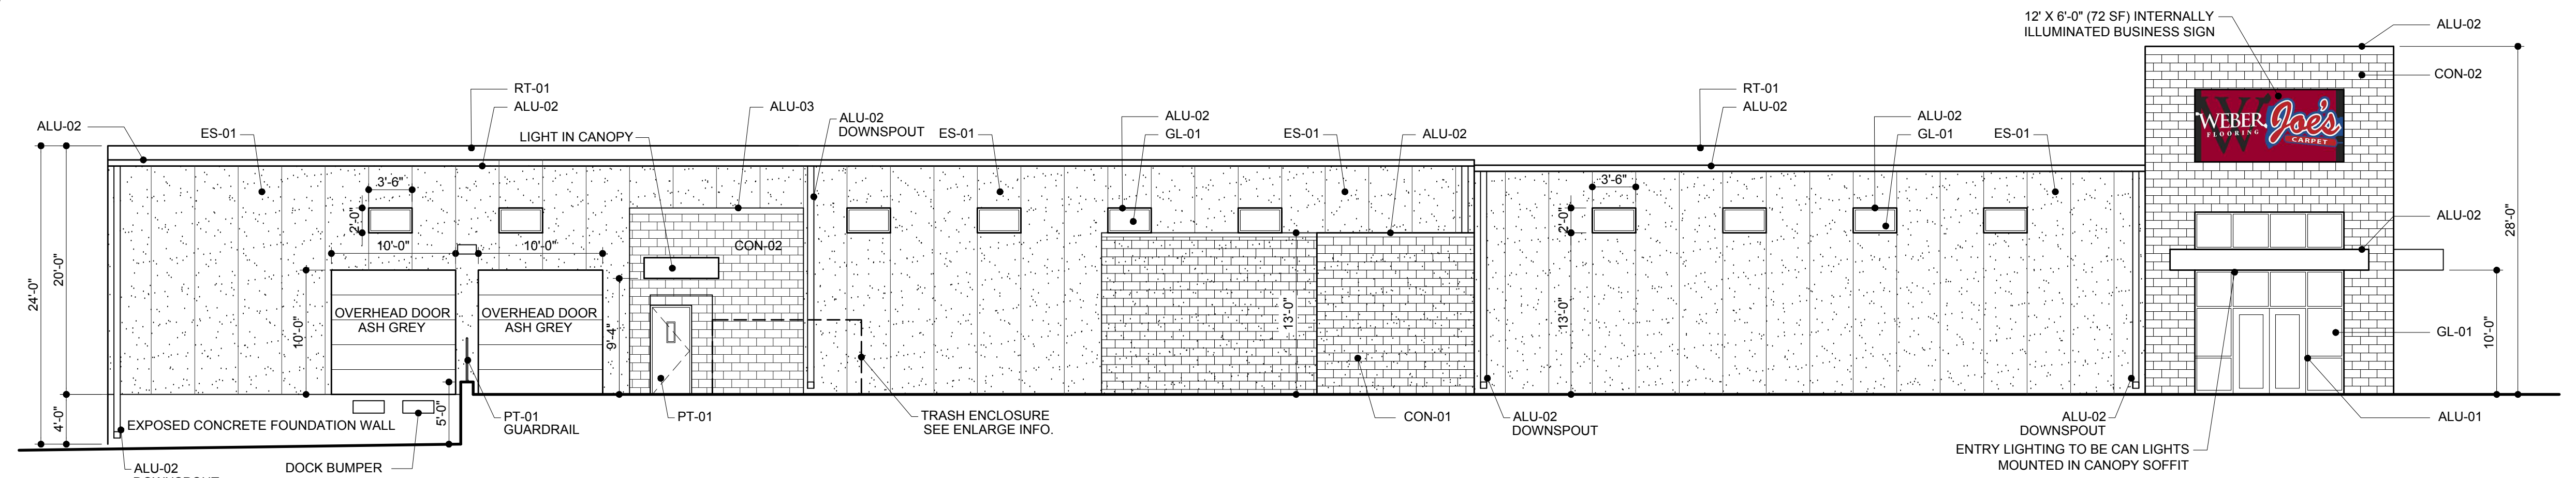 12' X 6'-0" (72 SF) INTERNALLY
ILLUMINATED BUSINESS SIGN
ALU-02
CON-02
RT-01
ALU-02
ALU-03
ALU-02
DOWNSPOUT
ALU-02
GL-01
ES-01
ES-01
ALU-02
RT-01
ALU-02
ALU-02
GL-01
ES-01
ALU-02
ES-01
LIGHT IN CANOPY
WEBER
FLOORING
W
Joe's
CARPET
3'-6"
2'-0"
10'-0"
10'-0"
CON-02
3'-6"
2'-0"
ALU-02
28'-0"
24'-0"
20'-0"
OVERHEAD DOOR
ASH GREY
OVERHEAD DOOR
ASH GREY
10'-0"
9'-4"
13'-0"
13'-0"
GL-01
10'-0"
4'-0"
5'-0"
EXPOSED CONCRETE FOUNDATION WALL
PT-01
GUARDRAIL
PT-01
TRASH ENCLOSURE
SEE ENLARGE INFO.
CON-01
ALU-02
DOWNSPOUT
ALU-02
DOWNSPOUT
ALU-01
ENTRY LIGHTING TO BE CAN LIGHTS
MOUNTED IN CANOPY SOFFIT
ALU-02
DOCK BUMPER